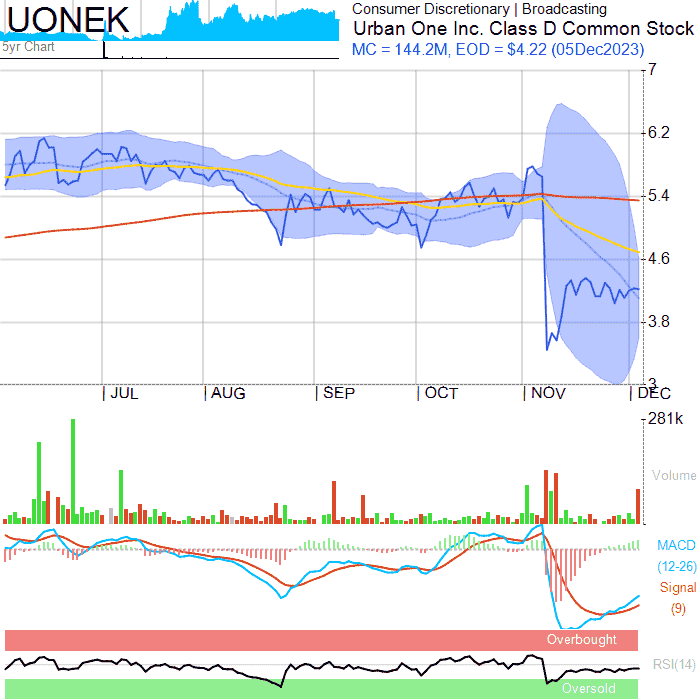 UONEK
5yr Chart
Consumer Discretionary | Broadcasting
Urban One Inc. Class D Common Stock
MC = 144.2M, EOD = $4.22 (05Dec2023)
7
6.2
5.4
4.6
3.8
3
JUL AUG SEP OCT NOV DEC
281k
Volume
MACD
(12-26)
Signal
(9)
Overbought
RSI(14)
Oversold